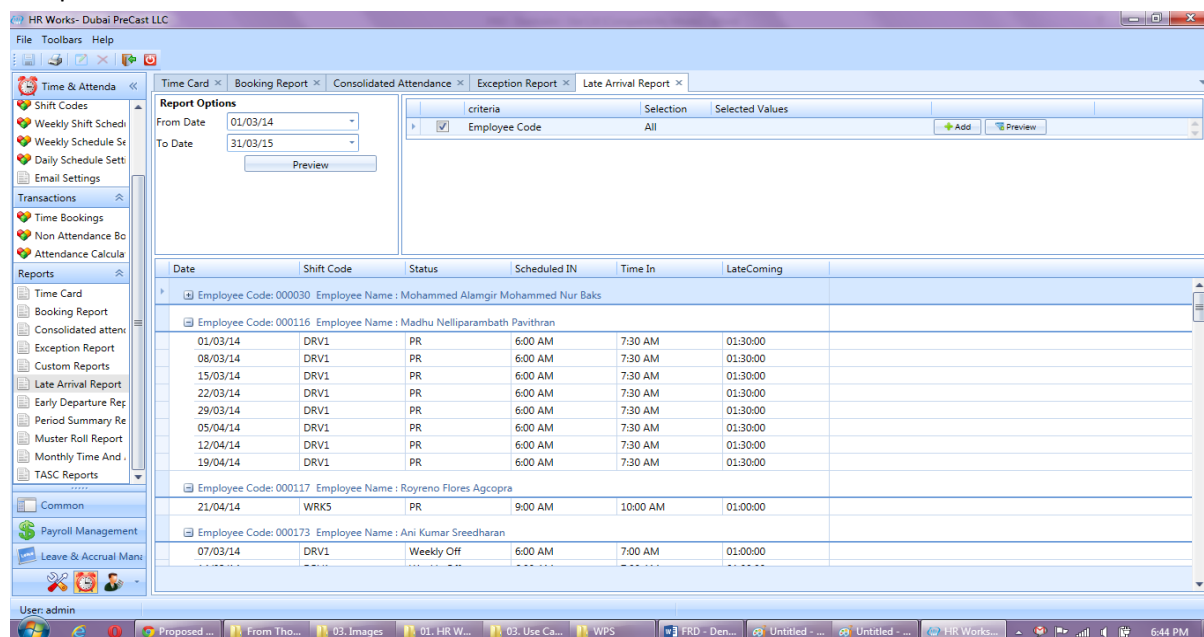 HR Works- Dubai PreCast LLC
File Toolbars Help
Time & Attenda «
Time Card × Booking Report × Consolidated Attendance × Exception Report × Late Arrival Report ×
Shift Codes
Weekly Shift Schedu
Weekly Schedule Se
Daily Schedule Setti
Email Settings
Transactions
Time Bookings
Non Attendance Bo
Attendance Calcula
Reports
Time Card
Booking Report
Consolidated attend
Exception Report
Custom Reports
Late Arrival Report
Early Departure Rep
Period Summary Re
Muster Roll Report
Monthly Time And
TASC Reports
Common
Payroll Management
Leave & Accrual Mana
Report Options
From Date 01/03/14
To Date 31/03/15
Preview
criteria Selection Selected Values
Employee Code All Add Preview
Date Shift Code Status Scheduled IN Time In LateComing
Employee Code: 000030 Employee Name : Mohammed Alamgir Mohammed Nur Baks
Employee Code: 000116 Employee Name : Madhu Nelliparambath Pavithran
01/03/14 DRV1 PR 6:00 AM 7:30 AM 01:30:00
08/03/14 DRV1 PR 6:00 AM 7:30 AM 01:30:00
15/03/14 DRV1 PR 6:00 AM 7:30 AM 01:30:00
22/03/14 DRV1 PR 6:00 AM 7:30 AM 01:30:00
29/03/14 DRV1 PR 6:00 AM 7:30 AM 01:30:00
05/04/14 DRV1 PR 6:00 AM 7:30 AM 01:30:00
12/04/14 DRV1 PR 6:00 AM 7:30 AM 01:30:00
19/04/14 DRV1 PR 6:00 AM 7:30 AM 01:30:00
Employee Code: 000117 Employee Name : Royreno Flores Agcopra
21/04/14 WRK5 PR 9:00 AM 10:00 AM 01:00:00
Employee Code: 000173 Employee Name : Ani Kumar Sreedharan
07/03/14 DRV1 Weekly Off 6:00 AM 7:00 AM 01:00:00
User: admin
Proposed ... From Tho... 03. Images 01. HR W... 03. Use Ca... WPS FRD - Den... Untitled - ... Untitled - ... HR Works... 6:44 PM